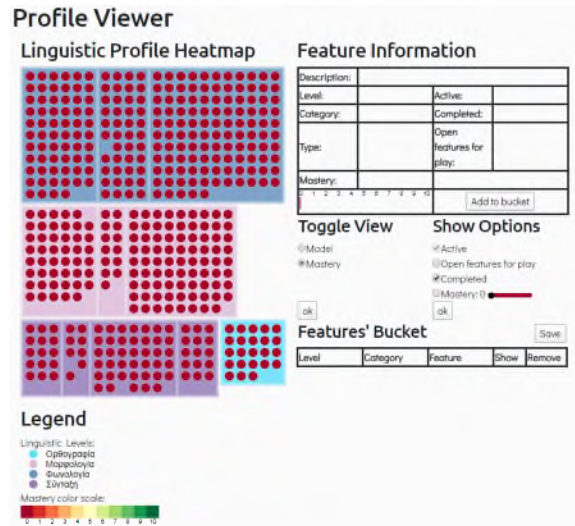 Profile Viewer
Linguistic Profile Heatmap
Feature Information
Description:
Level:
Active:
Category:
Completed:
Type:
Open
features for
play:
Mastery:
0 1 2 3 4 5 6 7 8 9 10
Add to bucket
Toggle View
Show Options
Model
Active
Mastery
Open features for play
Completed
Mastery: 0
ok
ok
Features' Bucket
Save
Level Category Feature Show Remove
Legend
Linguistic Levels:
Ορθογραφία
Μορφολογία
Φωνολογία
Σύνταξη
Mastery color scale:
0 1 2 3 4 5 6 7 8 9 10